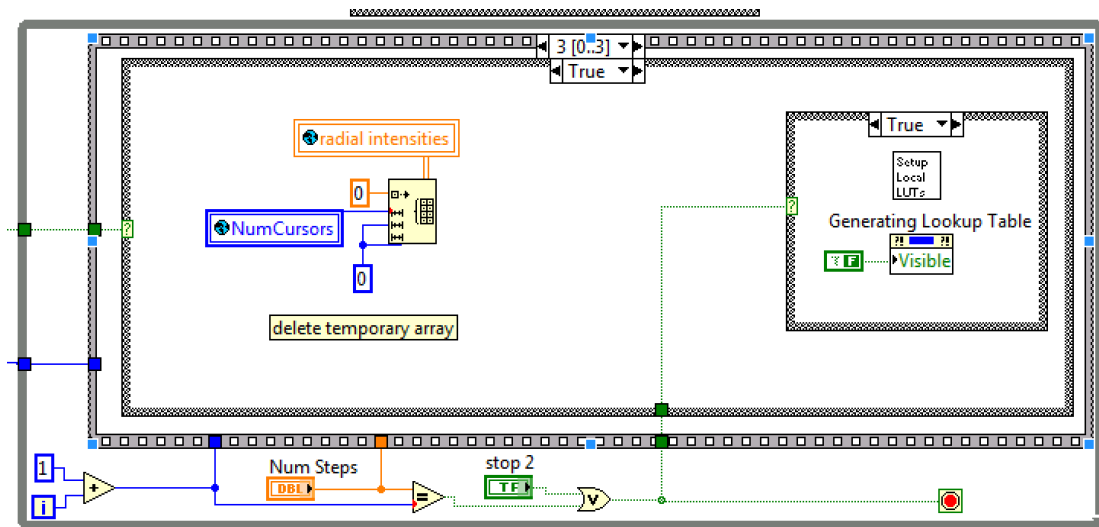 3 [0..3]
True
True
radial intensities
Setup
Local
LUTs
0
NumCursors
Generating Lookup Table
?! ?!
?
?
F
Visible
0
delete temporary array
1
Num Steps
stop 2
+
DBL
=
TF
V
i